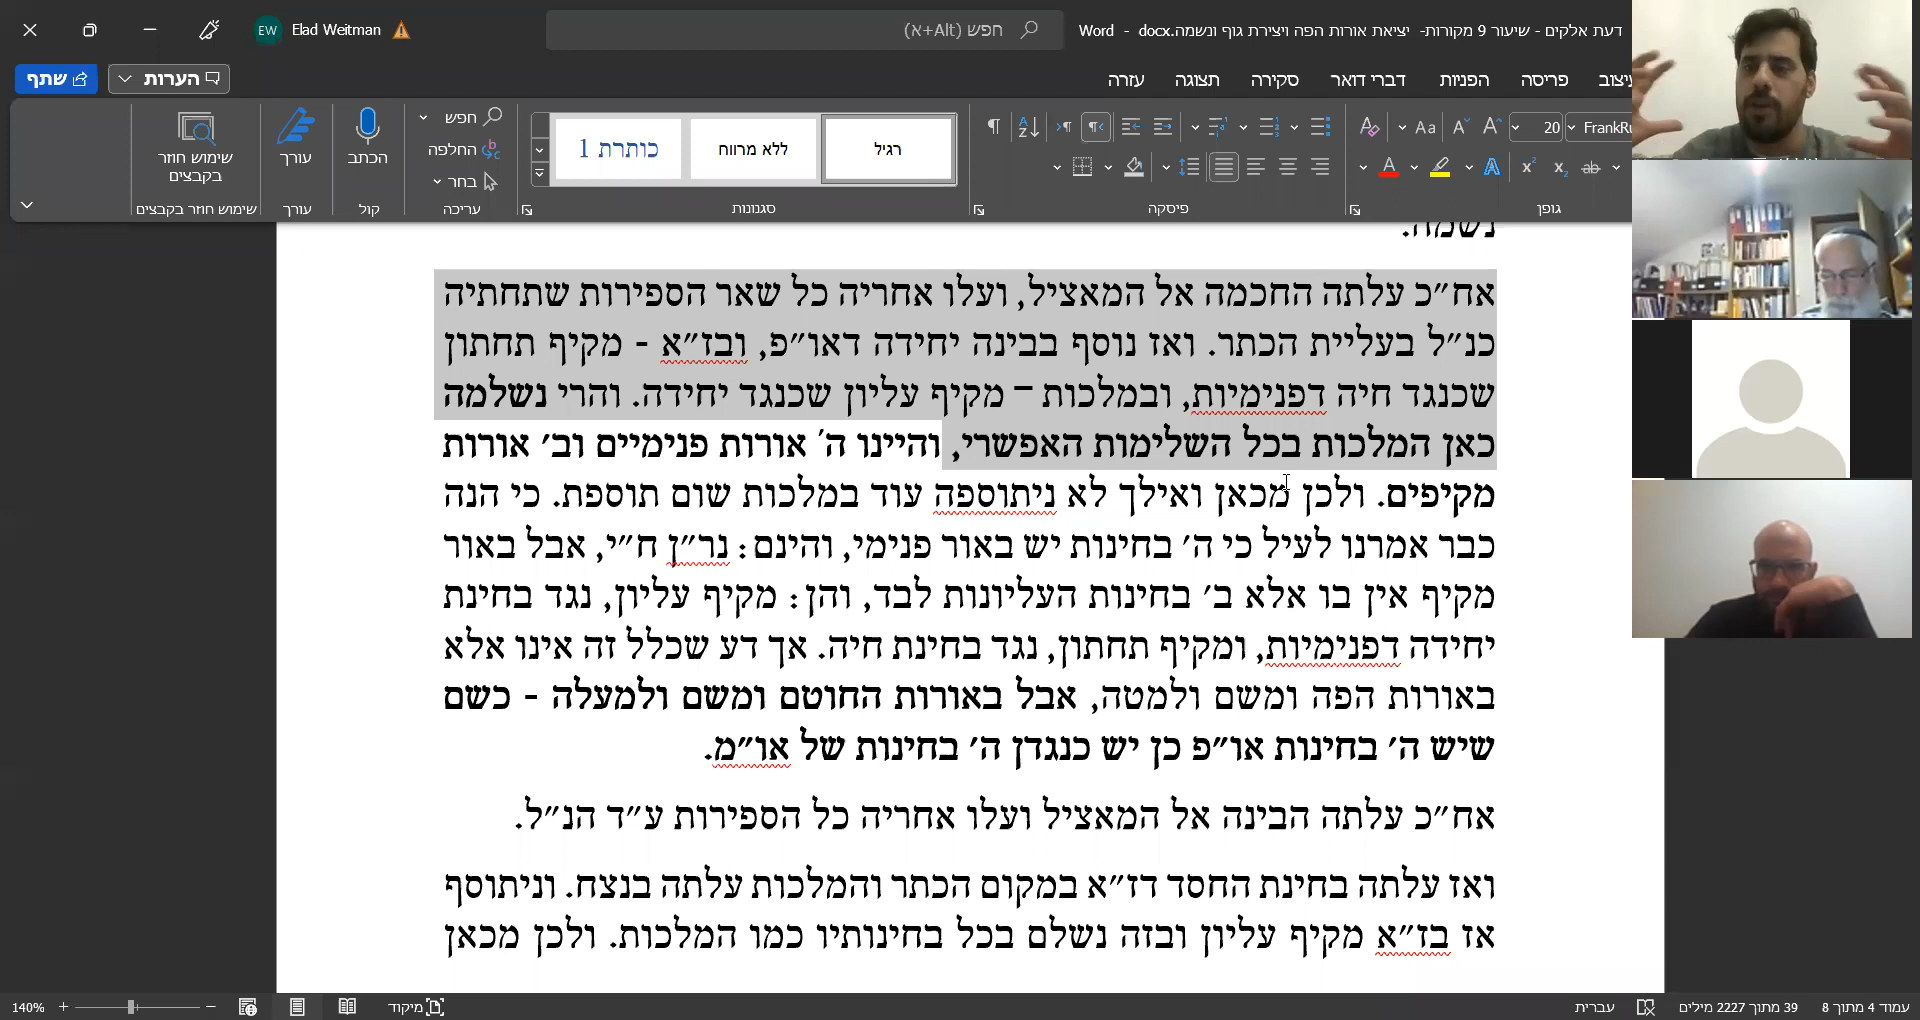 דעת אלקים - שיעור 9 מקורות- יציאת אורות הפה ויצירת גוף ונשמה.docx - Word
חפש (Alt+א)
Elad Weitman
EW
עיצוב
פריסה
הפניות
דברי דואר
סקירה
תצוגה
עזרה
הערות
שתף
20
Aa
רגיל
ללא מרווח
כותרת 1
חפש
החלפה
בחר
הכתב
עורך
שימוש חוזר
בקבצים
גופן
פיסקה
סגנונות
עריכה
קול
עורך
שימוש חוזר בקבצים
נשמה.
אח״כ עלתה החכמה אל המאציל, ועלו אחריה כל שאר הספירות שתחתיה
כנ״ל בעליית הכתר. ואז נוסף בבינה יחידה דאו״פ, ובז״א - מקיף תחתון
שכנגד חיה דפנימיות, ובמלכות – מקיף עליון שכנגד יחידה. והרי נשלמה
כאן המלכות בכל השלימות האפשרי, והיינו ה׳ אורות פנימיים וב׳ אורות
מקיפים. ולכן מכאן ואילך לא ניתוספה עוד במלכות שום תוספת. כי הנה
כבר אמרנו לעיל כי ה׳ בחינות יש באור פנימי, והינם: נר״ן ח״י, אבל באור
מקיף אין בו אלא ב׳ בחינות העליונות לבד, והן: מקיף עליון, נגד בחינת
יחידה דפנימיות, ומקיף תחתון, נגד בחינת חיה. אך דע שכלל זה אינו אלא
באורות הפה ומשם ולמטה, אבל באורות החוטם ומשם ולמעלה - כשם
שיש ה׳ בחינות או״פ כן יש כנגדן ה׳ בחינות של או״מ.
אח״כ עלתה הבינה אל המאציל ועלו אחריה כל הספירות ע״ד הנ״ל.
ואז עלתה בחינת החסד דז״א במקום הכתר והמלכות עלתה בנצח. וניתוסף
אז בז״א מקיף עליון ובזה נשלם בכל בחינותיו כמו המלכות. ולכן מכאן
עמוד 4 מתוך 8
39 מתוך 2227 מילים
עברית
מיקוד
140%